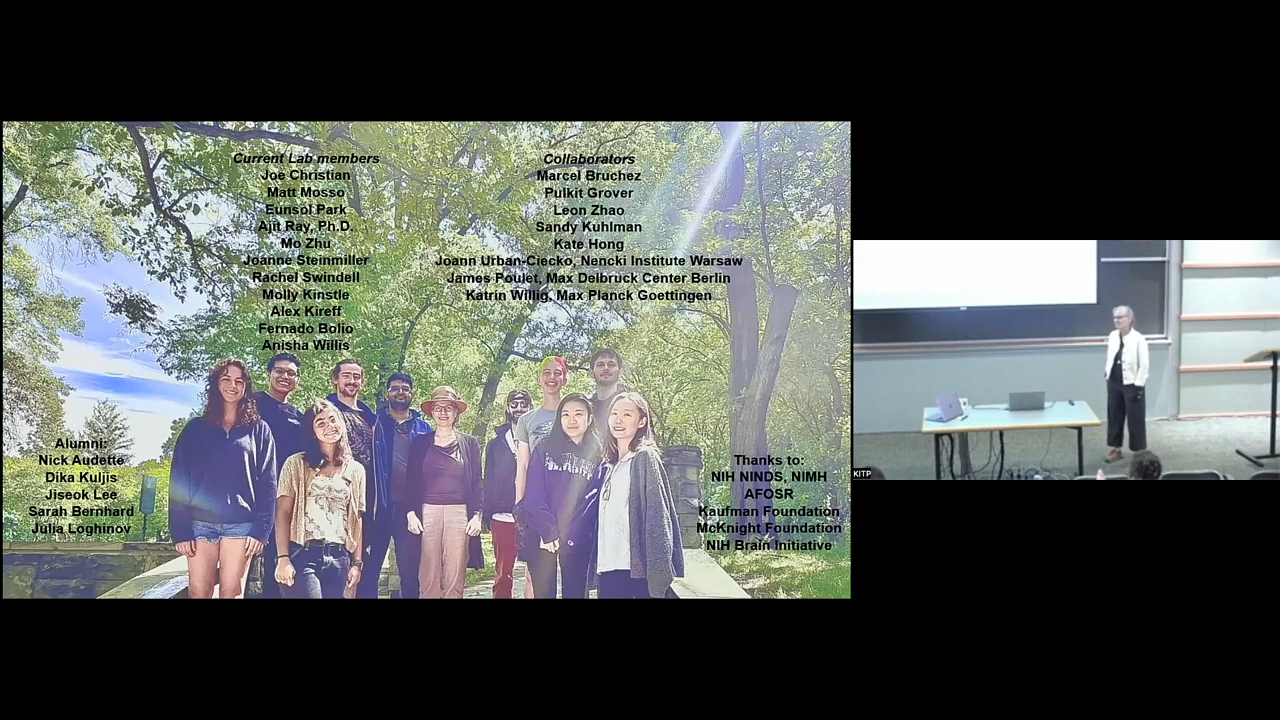 Current Lab members
Joe Christian
Matt Mosso
Eunsol Park
Ajit Ray, Ph.D.
Mo Zhu
Joanne Steinmiller
Rachel Swindell
Molly Kinstle
Alex Kireff
Fernado Bolio
Anisha Willis
Collaborators
Marcel Bruchez
Pulkit Grover
Leon Zhao
Sandy Kuhlman
Kate Hong
Joann Urban-Ciecko, Nencki Institute Warsaw
James Poulet, Max Delbruck Center Berlin
Katrin Willig, Max Planck Goettingen
Alumni:
Nick Audette
Dika Kuljis
Jiseok Lee
Sarah Bernhard
Julia Loghinov
Thanks to:
NIH NINDS, NIMH
AFOSR
Kaufman Foundation
McKnight Foundation
NIH Brain Initiative
KITP